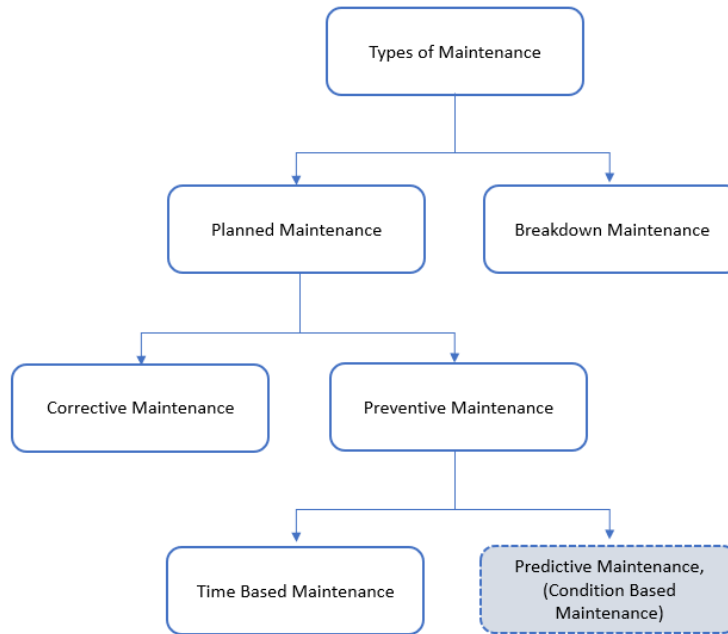 Types of Maintenance
Planned Maintenance
Breakdown Maintenance
Corrective Maintenance
Preventive Maintenance
Time Based Maintenance
Predictive Maintenance,
(Condition Based
Maintenance)